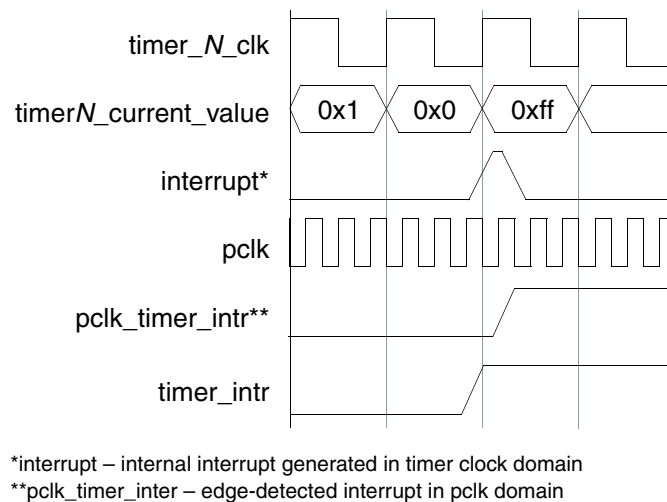 timer_N_clk
timerN_current_value
0x1 0x0 0xff
interrupt*
pclk
pclk_timer_intr**
timer_intr
*interrupt – internal interrupt generated in timer clock domain
**pclk_timer_inter – edge-detected interrupt in pclk domain